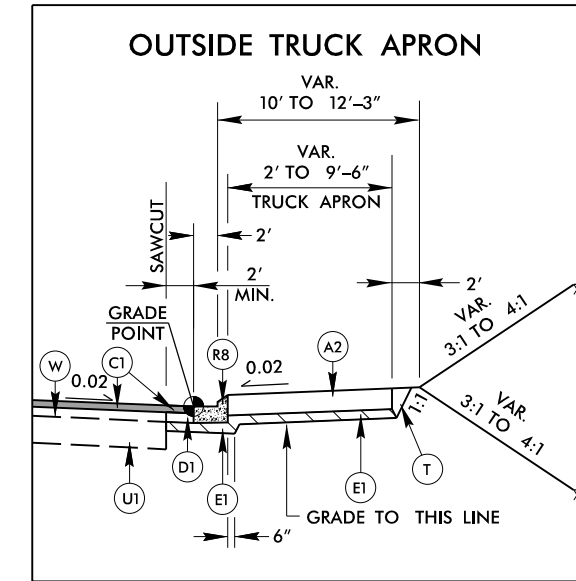 OUTSIDE TRUCK APRON
VAR.
10' TO 12'–3"
VAR.
2' TO 9'–6"
TRUCK APRON
SAWCUT
2'
2'
MIN.
2'
GRADE
POINT
W
C1
0.02
R8
0.02
A2
VAR.
3:1 TO 4:1
VAR.
3:1 TO 4:1
1:1
U1
D1
E1
E1
T
GRADE TO THIS LINE
6"